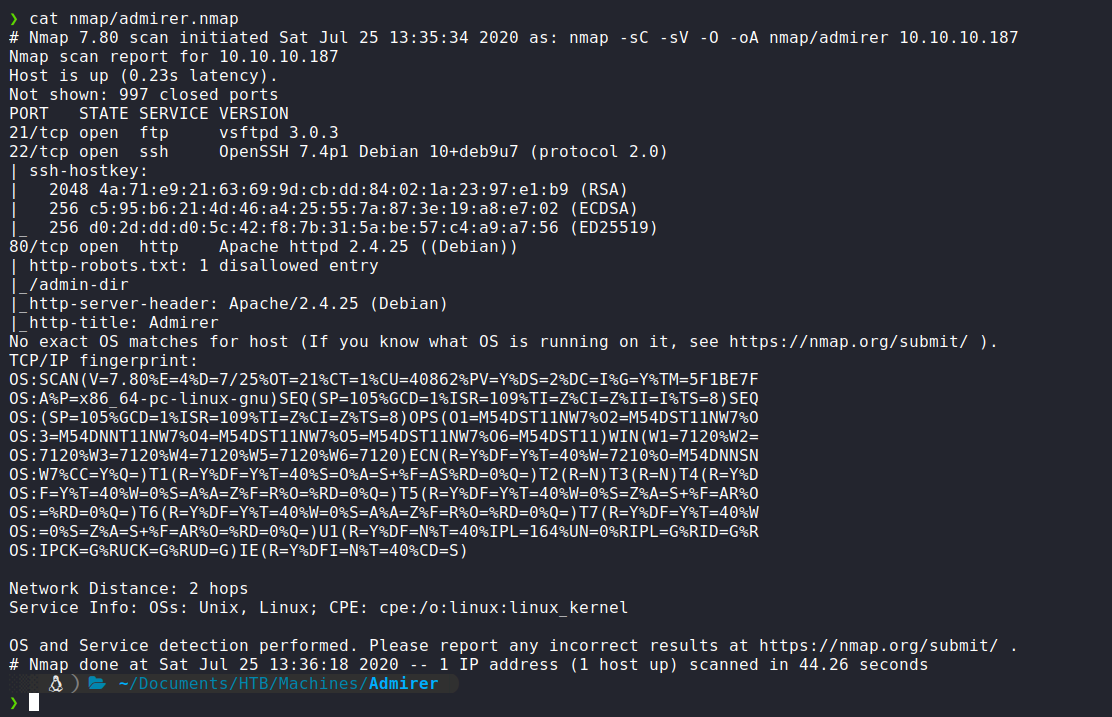 ❯ cat nmap/admirer.nmap
# Nmap 7.80 scan initiated Sat Jul 25 13:35:34 2020 as: nmap -sC -sV -O -oA nmap/admirer 10.10.10.187
Nmap scan report for 10.10.10.187
Host is up (0.23s latency).
Not shown: 997 closed ports
PORT   STATE SERVICE VERSION
21/tcp open  ftp     vsftpd 3.0.3
22/tcp open  ssh     OpenSSH 7.4p1 Debian 10+deb9u7 (protocol 2.0)
| ssh-hostkey:
|   2048 4a:71:e9:21:63:69:9d:cb:dd:84:02:1a:23:97:e1:b9 (RSA)
|   256 c5:95:b6:21:4d:46:a4:25:55:7a:87:3e:19:a8:e7:02 (ECDSA)
|_  256 d0:2d:dd:d0:5c:42:f8:7b:31:5a:be:57:c4:a9:a7:56 (ED25519)
80/tcp open  http    Apache httpd 2.4.25 ((Debian))
| http-robots.txt: 1 disallowed entry
|_/admin-dir
|_http-server-header: Apache/2.4.25 (Debian)
|_http-title: Admirer
No exact OS matches for host (If you know what OS is running on it, see https://nmap.org/submit/ ).
TCP/IP fingerprint:
OS:SCAN(V=7.80%E=4%D=7/25%OT=21%CT=1%CU=40862%PV=Y%DS=2%DC=I%G=Y%TM=5F1BE7F
OS:A%P=x86_64-pc-linux-gnu)SEQ(SP=105%GCD=1%ISR=109%TI=Z%CI=Z%II=I%TS=8)SEQ
OS:(SP=105%GCD=1%ISR=109%TI=Z%CI=Z%TS=8)OPS(O1=M54DST11NW7%O2=M54DST11NW7%O
OS:3=M54DNNT11NW7%O4=M54DST11NW7%O5=M54DST11NW7%O6=M54DST11)WIN(W1=7120%W2=
OS:7120%W3=7120%W4=7120%W5=7120%W6=7120)ECN(R=Y%DF=Y%T=40%W=7210%O=M54DNNSN
OS:W7%CC=Y%Q=)T1(R=Y%DF=Y%T=40%S=O%A=S+%F=AS%RD=0%Q=)T2(R=N)T3(R=N)T4(R=Y%D
OS:F=Y%T=40%W=0%S=A%A=Z%F=R%O=%RD=0%Q=)T5(R=Y%DF=Y%T=40%W=0%S=Z%A=S+%F=AR%O
OS:=%RD=0%Q=)T6(R=Y%DF=Y%T=40%W=0%S=A%A=Z%F=R%O=%RD=0%Q=)T7(R=Y%DF=Y%T=40%W
OS:=0%S=Z%A=S+%F=AR%O=%RD=0%Q=)U1(R=Y%DF=N%T=40%IPL=164%UN=0%RIPL=G%RID=G%R
OS:IPCK=G%RUCK=G%RUD=G)IE(R=Y%DFI=N%T=40%CD=S)

Network Distance: 2 hops
Service Info: OSs: Unix, Linux; CPE: cpe:/o:linux:linux_kernel

OS and Service detection performed. Please report any incorrect results at https://nmap.org/submit/ .
# Nmap done at Sat Jul 25 13:36:18 2020 -- 1 IP address (1 host up) scanned in 44.26 seconds
~/Documents/HTB/Machines/Admirer
❯